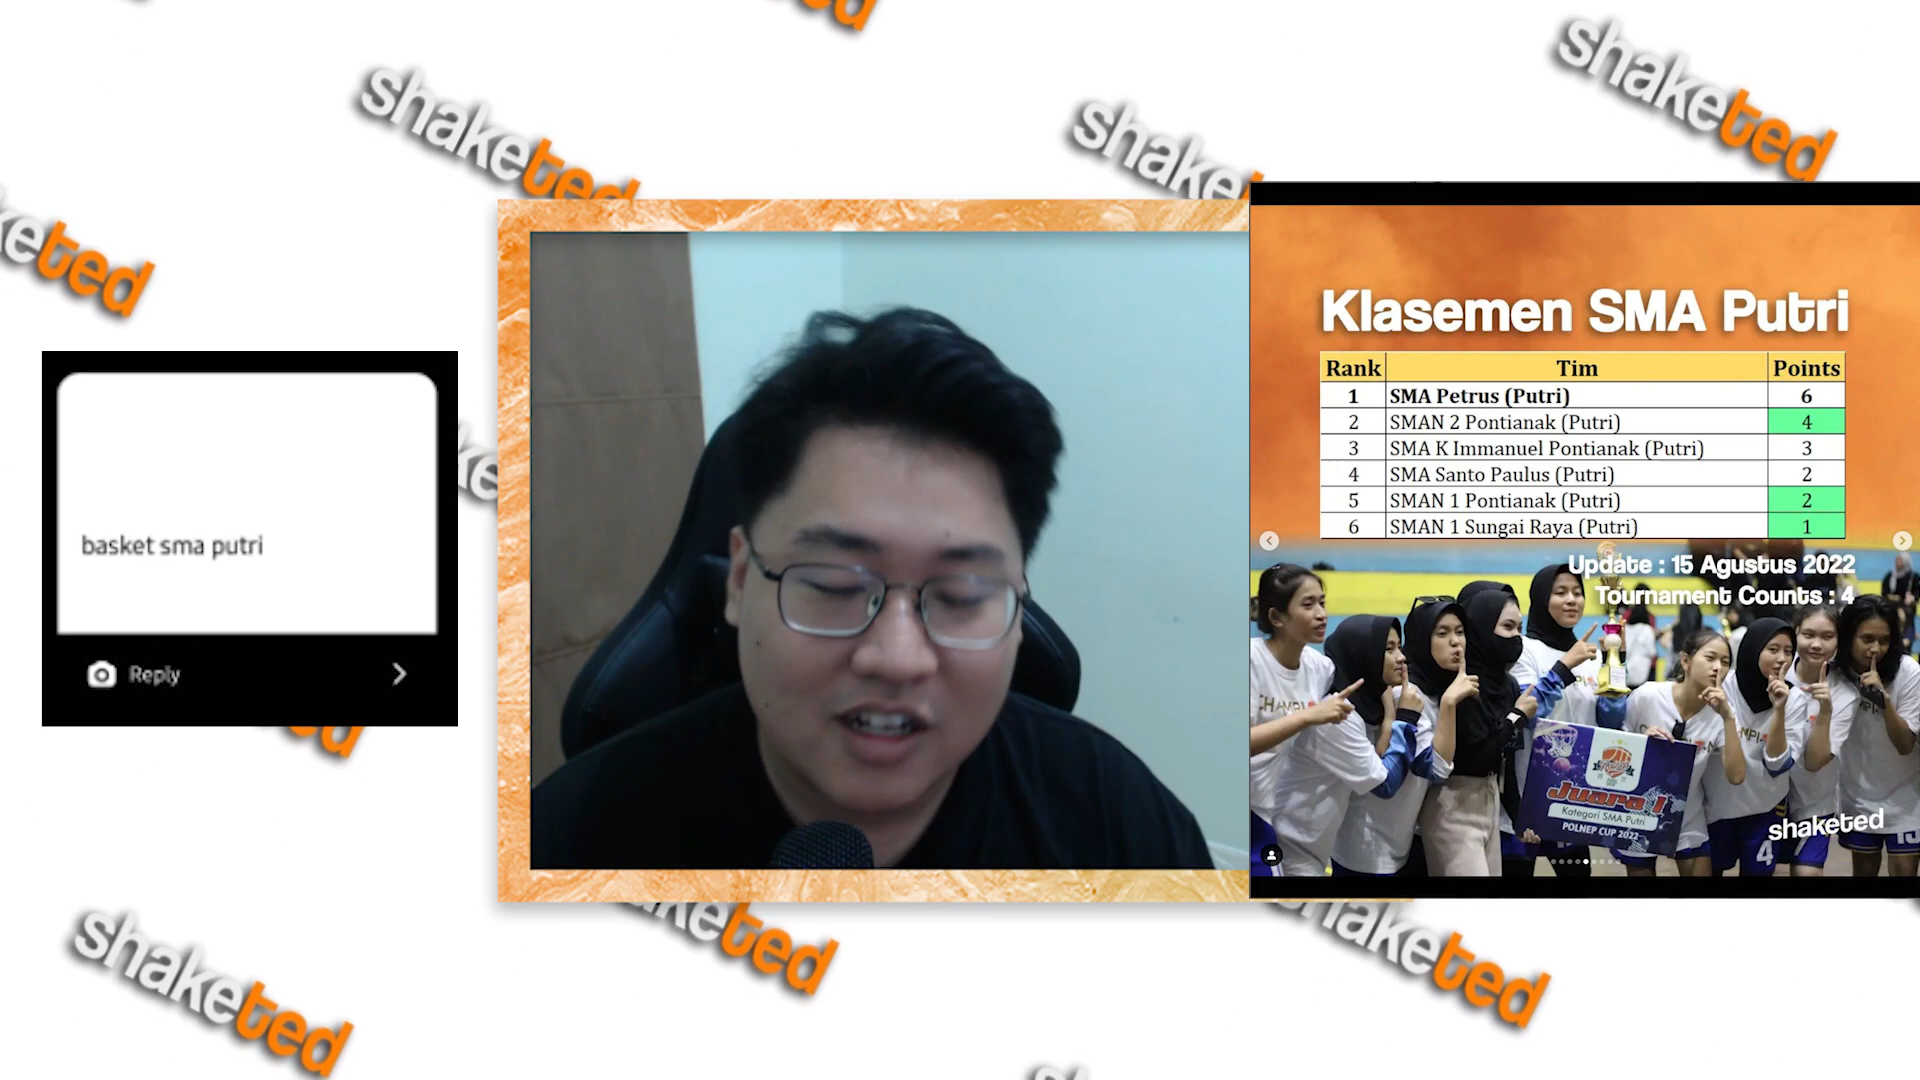 shaketed
shaketed
shaketed
basket sma putri
Reply
Klasemen SMA Putri
Rank Tim Points
1 SMA Petrus (Putri) 6
2 SMAN 2 Pontianak (Putri) 4
3 SMA K Immanuel Pontianak (Putri) 3
4 SMA Santo Paulus (Putri) 2
5 SMAN 1 Pontianak (Putri) 2
6 SMAN 1 Sungai Raya (Putri) 1
Update : 15 Agustus 2022
Tournament Counts : 4
Juara 1
Kategori SMA Putri
POLNEP CUP 2022
shaketed
4
shaketed
shaketed
shaketed